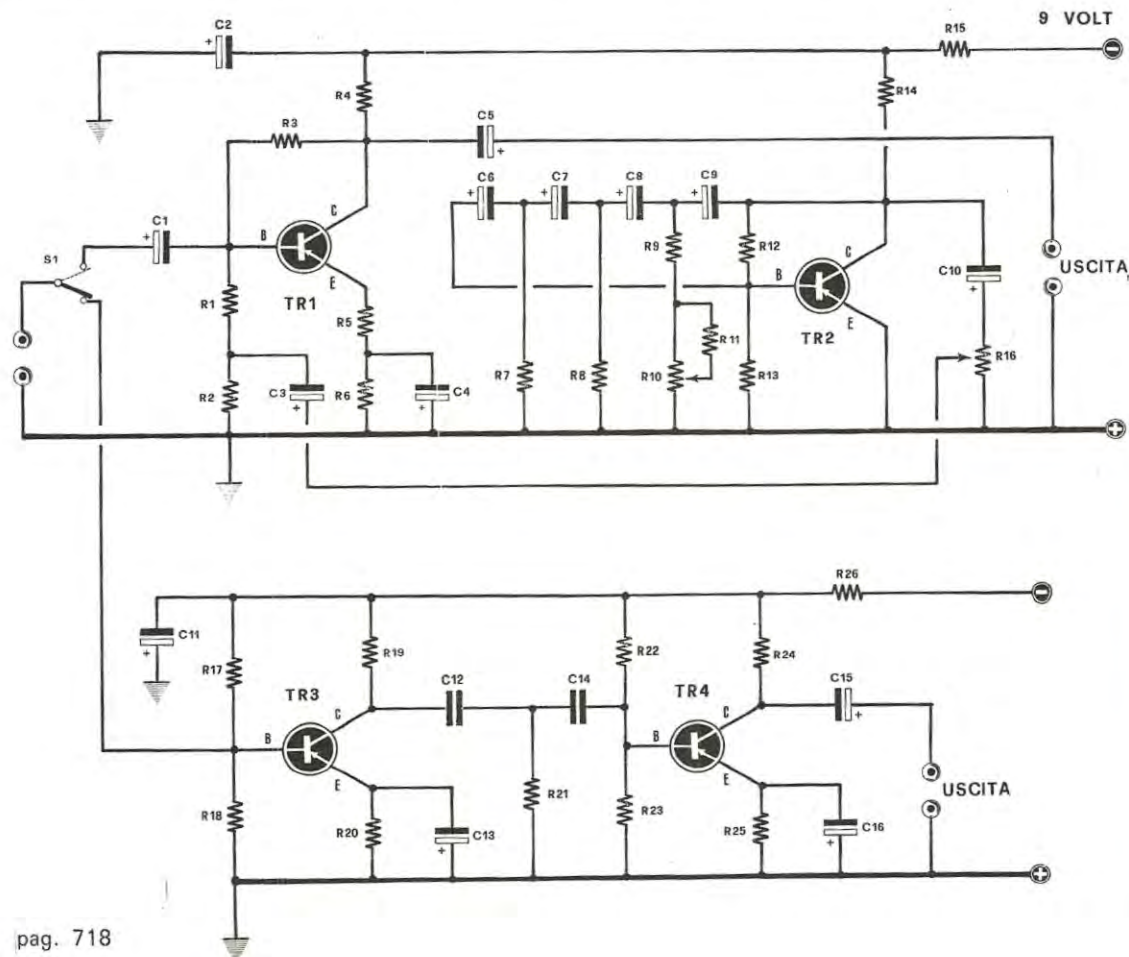 9 VOLT
C2
R15
R4
R14
R3
C5
C6
C7
C8
C9
C1
S1
C
B
E
TR1
R1
R5
R9
R12
B
C
E
TR2
C10
USCITA
R11
R2
C3
R6
C4
R7
R8
R10
R13
R16
R26
C11
R17
R19
C12
C14
R22
R24
C15
TR3
C
B
E
TR4
C
B
E
R18
R20
C13
R21
R23
R25
C16
USCITA
pag. 718